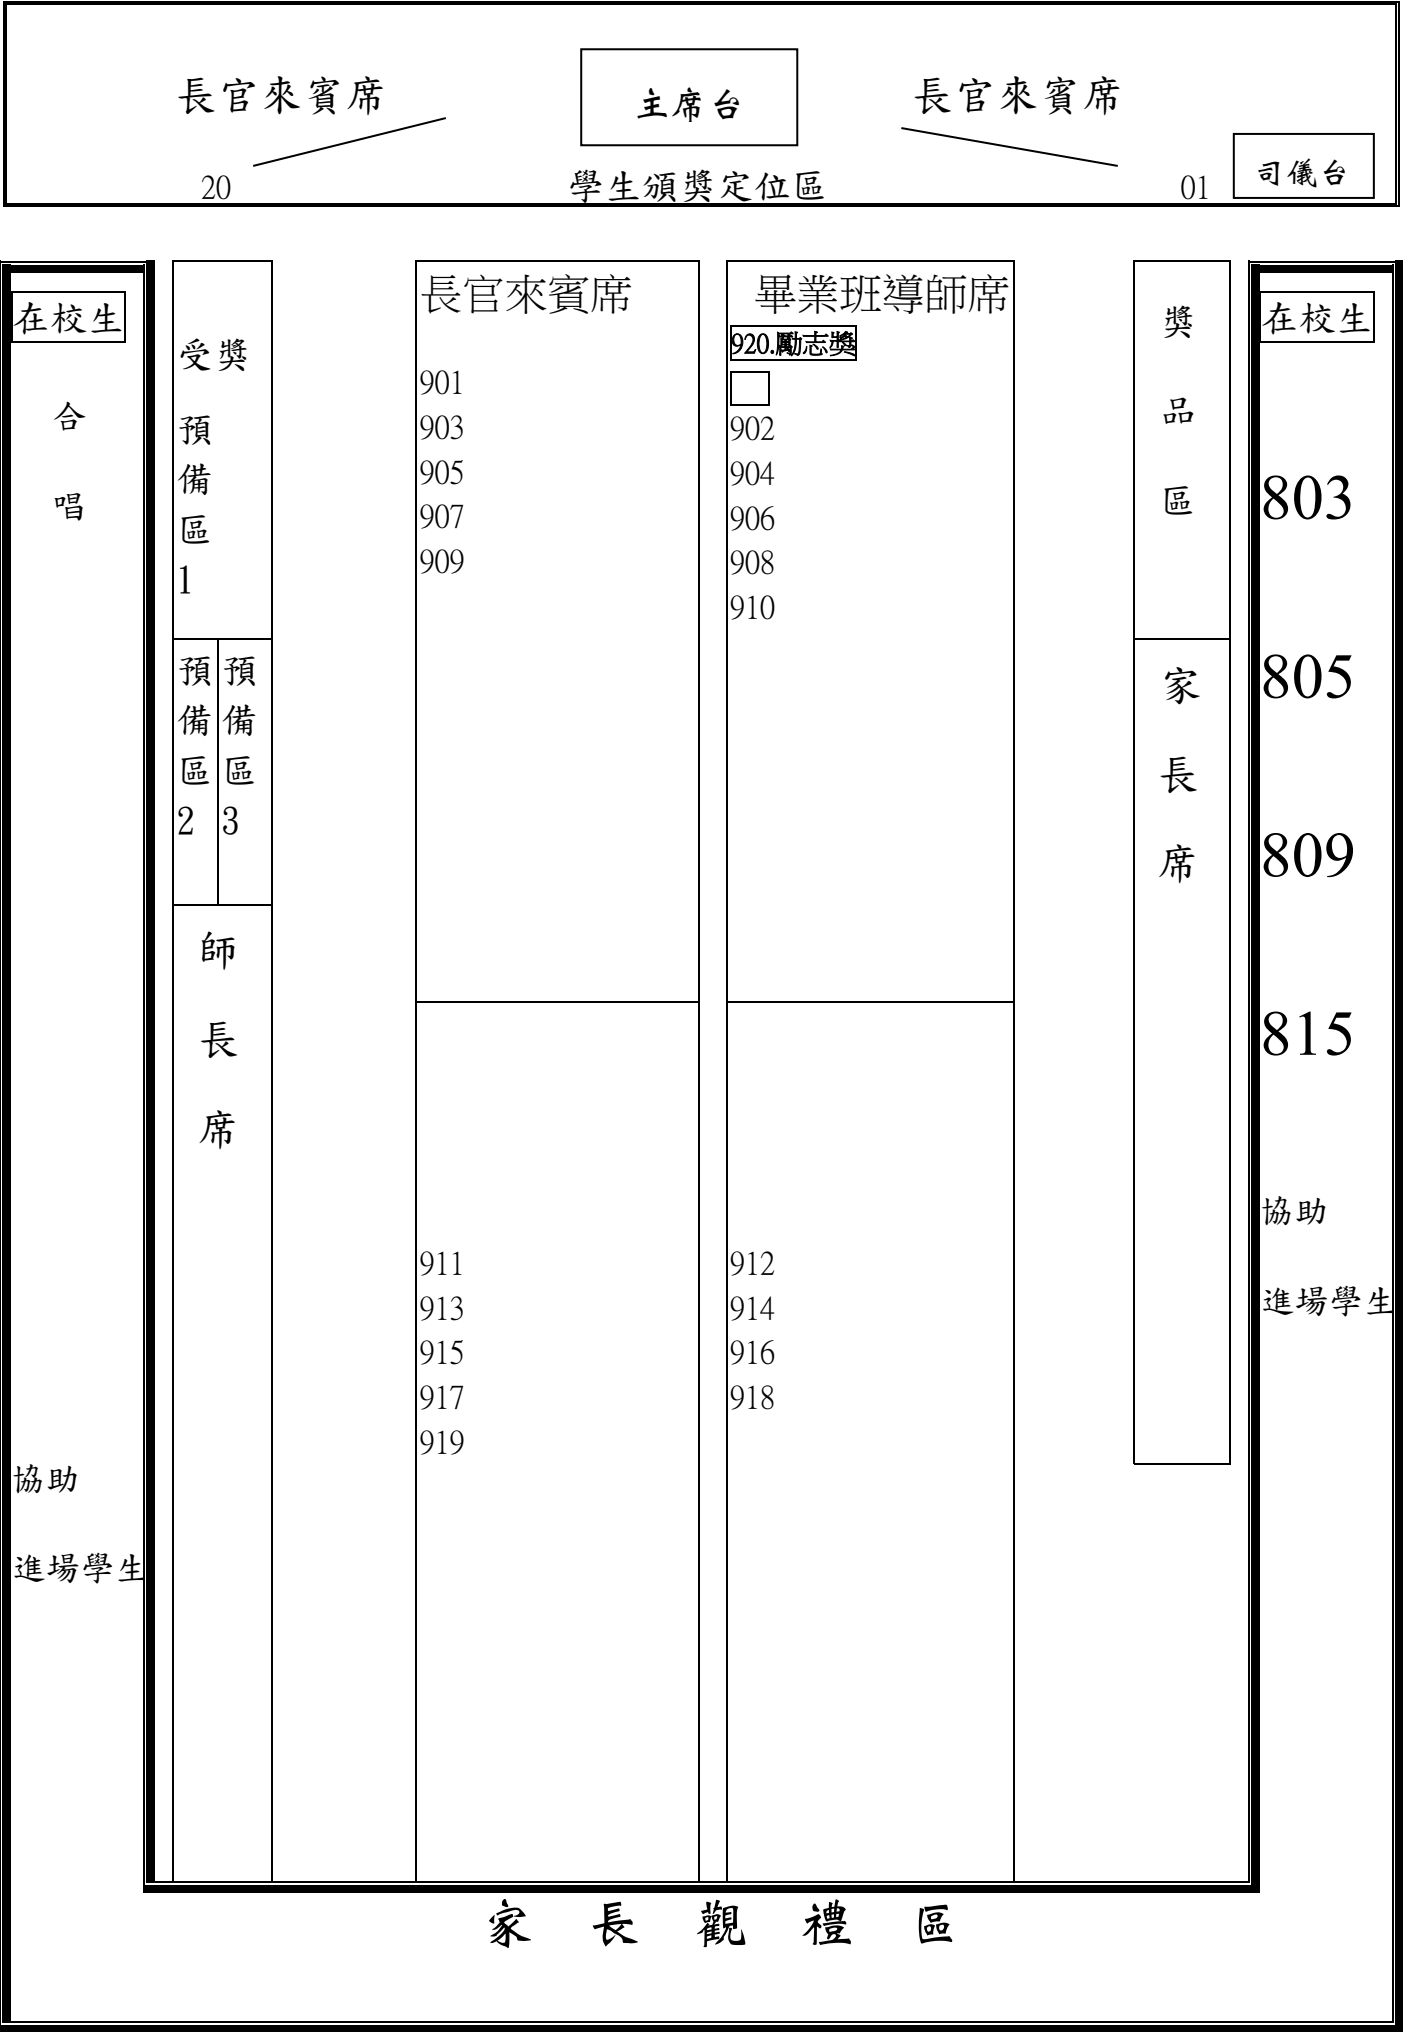 長官來賓席
主席台
長官來賓席
20
學生頒獎定位區
01
司儀台
在校生
合
唱
協助
進場學生
受獎
預
備
區
1
預
備
區
2
預
備
區
3
師
長
席
長官來賓席
901
903
905
907
909
911
913
915
917
919
畢業班導師席
920.勵志獎
902
904
906
908
910
912
914
916
918
獎
品
區
家
長
席
在校生
803
805
809
815
協助
進場學生
家 長 觀 禮 區